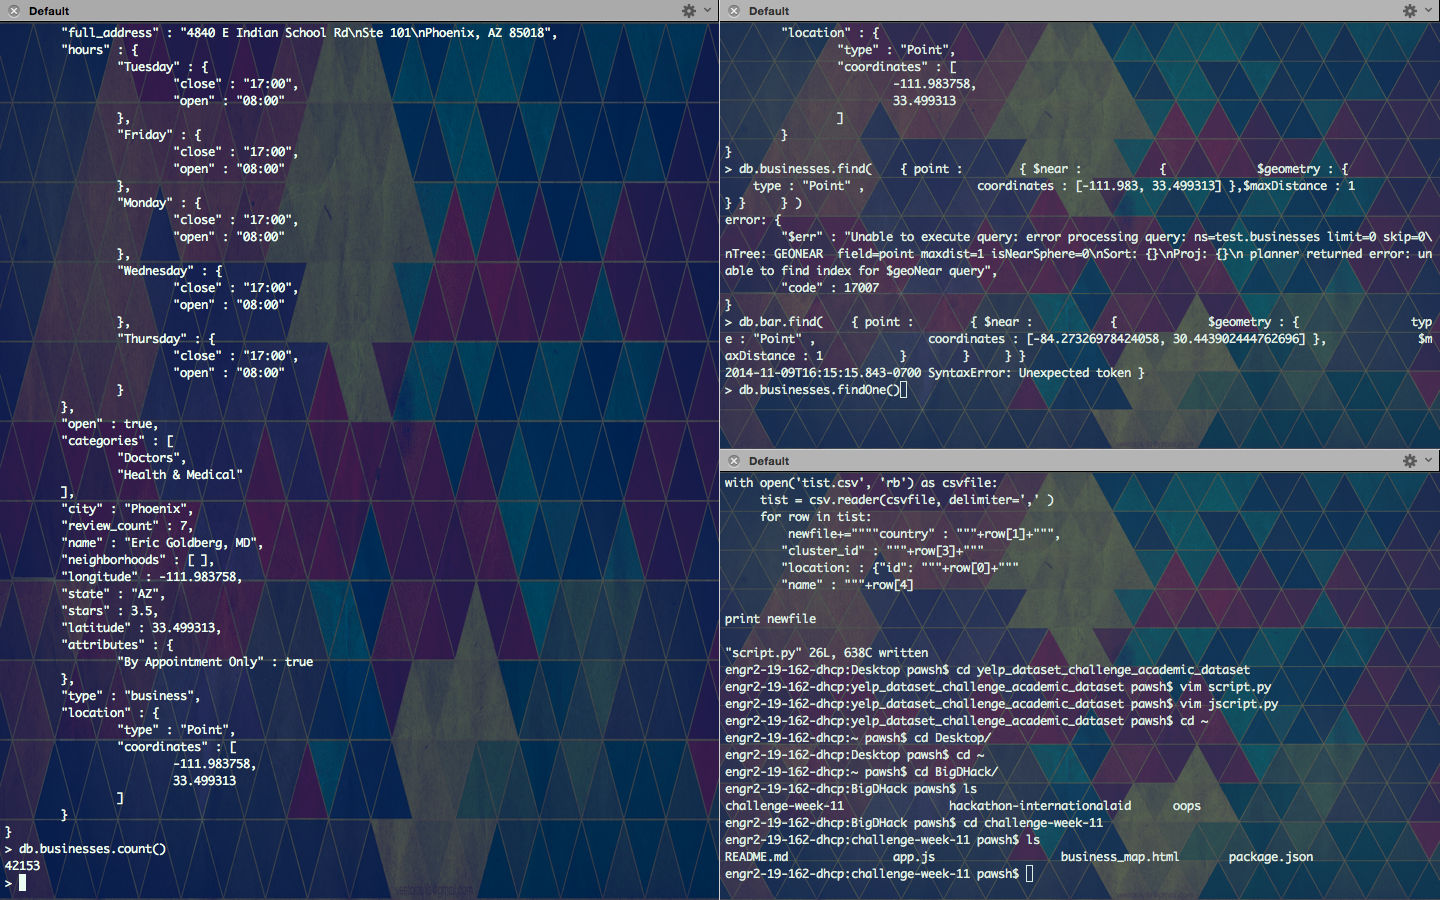 Default
"full_address" : "4840 E Indian School Rd\nSte 101\nPhoenix, AZ 85018",
"hours" : {
"Tuesday" : {
"close" : "17:00",
"open" : "08:00"
},
"Friday" : {
"close" : "17:00",
"open" : "08:00"
},
"Monday" : {
"close" : "17:00",
"open" : "08:00"
},
"Wednesday" : {
"close" : "17:00",
"open" : "08:00"
},
"Thursday" : {
"close" : "17:00",
"open" : "08:00"
}
},
"open" : true,
"categories" : [
"Doctors",
"Health & Medical"
],
"city" : "Phoenix",
"review_count" : 7,
"name" : "Eric Goldberg, MD",
"neighborhoods" : [ ],
"longitude" : -111.983758,
"state" : "AZ",
"stars" : 3.5,
"latitude" : 33.499313,
"attributes" : {
"By Appointment Only" : true
},
"type" : "business",
"location" : {
"type" : "Point",
"coordinates" : [
-111.983758,
33.499313
]
}
}
> db.businesses.count()
42153
>
Default
"location" : {
"type" : "Point",
"coordinates" : [
-111.983758,
33.499313
]
}
}
> db.businesses.find( { point : { $near : { $geometry : {
type : "Point" , coordinates : [-111.983, 33.499313] },$maxDistance : 1
} } } )
error: {
"$err" : "Unable to execute query: error processing query: ns=test.businesses limit=0 skip=0\
nTree: GEONEAR field=point maxdist=1 isNearSphere=0\nSort: {}\nProj: {}\n planner returned error: un
able to find index for $geoNear query",
"code" : 17007
}
> db.bar.find( { point : { $near : { $geometry : { typ
e : "Point" , coordinates : [-84.27326978424058, 30.443902444762696] }, $m
axDistance : 1 } } } }
2014-11-09T16:15:15.843-0700 SyntaxError: Unexpected token }
> db.businesses.findOne()
Default
with open('tist.csv', 'rb') as csvfile:
tist = csv.reader(csvfile, delimiter=',' )
for row in tist:
newfile+=""""country" : """+row[1]+""",
"cluster_id" : """+row[3]+"""
"location: : {"id": """+row[0]+"""
"name" : """+row[4]
print newfile
"script.py" 26L, 638C written
engr2-19-162-dhcp:Desktop pawsh$ cd yelp_dataset_challenge_academic_dataset
engr2-19-162-dhcp:yelp_dataset_challenge_academic_dataset pawsh$ vim script.py
engr2-19-162-dhcp:yelp_dataset_challenge_academic_dataset pawsh$ vim jscript.py
engr2-19-162-dhcp:yelp_dataset_challenge_academic_dataset pawsh$ cd ~
engr2-19-162-dhcp:~ pawsh$ cd Desktop/
engr2-19-162-dhcp:Desktop pawsh$ cd ~
engr2-19-162-dhcp:~ pawsh$ cd BigDHack/
engr2-19-162-dhcp:BigDHack pawsh$ ls
challenge-week-11 hackathon-internationalaid oops
engr2-19-162-dhcp:BigDHack pawsh$ cd challenge-week-11
engr2-19-162-dhcp:challenge-week-11 pawsh$ ls
README.md app.js business_map.html package.json
engr2-19-162-dhcp:challenge-week-11 pawsh$